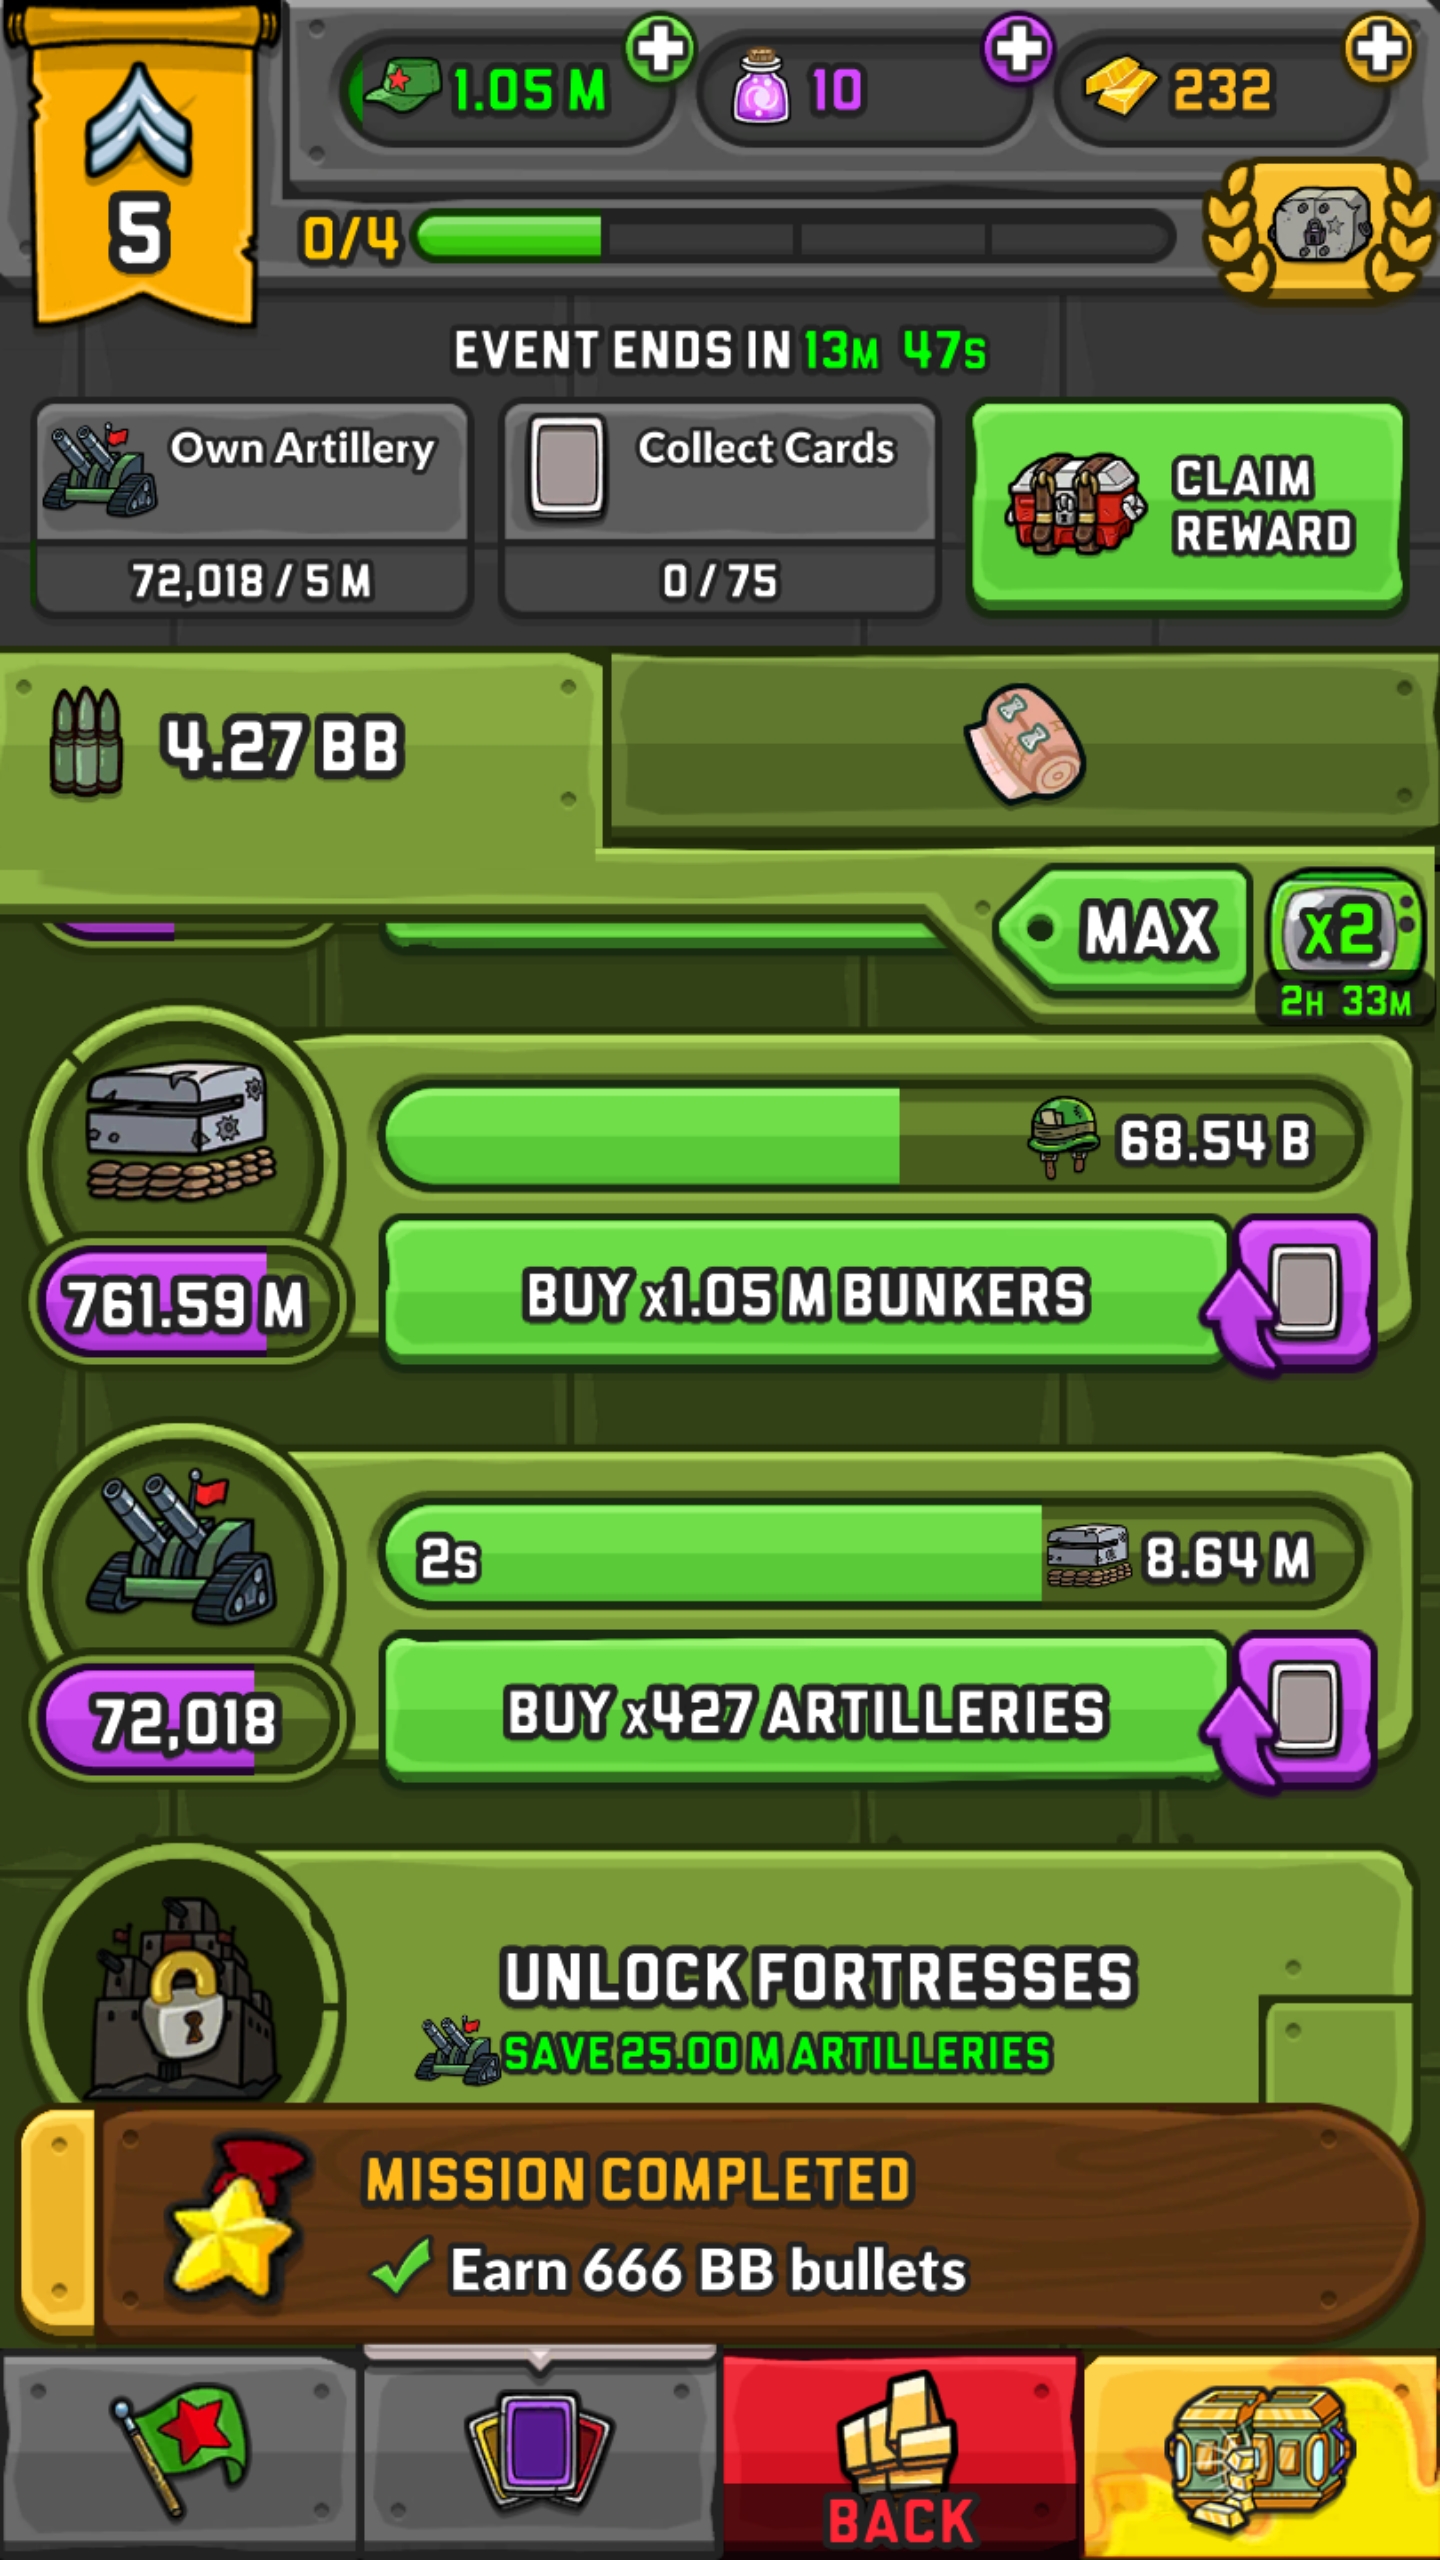 5
1.05 M
10
232
0/4
EVENT ENDS IN 13M 47S
Own Artillery
72,018 / 5 M
Collect Cards
0 / 75
CLAIM
REWARD
4.27 BB
MAX
x2
2H 33M
68.54 B
761.59 M
BUY x1.05 M BUNKERS
2s
8.64 M
72,018
BUY x427 ARTILLERIES
UNLOCK FORTRESSES
SAVE 25.00 M ARTILLERIES
MISSION COMPLETED
Earn 666 BB bullets
BACK